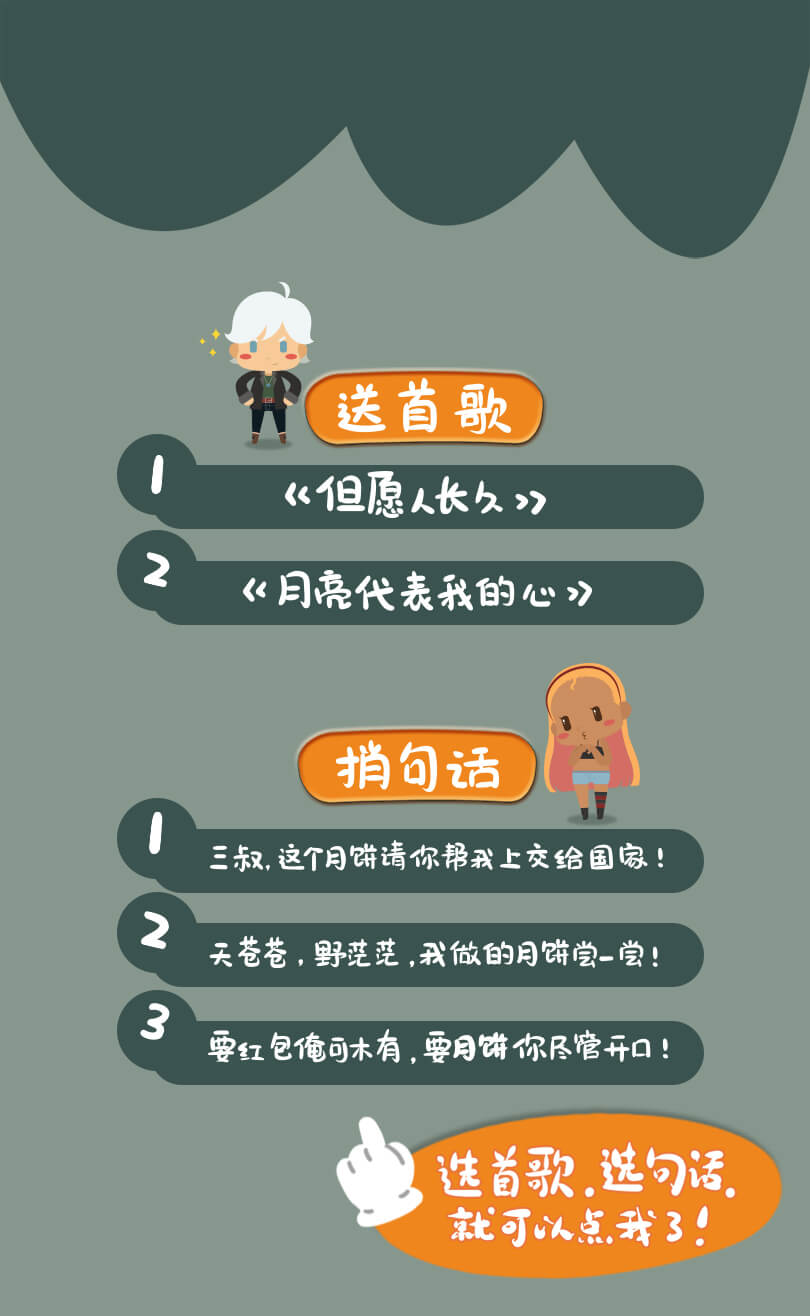 送首歌
1
《但愿人长久》
2
《月亮代表我的心》
捎句话
1
三叔,这个月饼请你帮我上交给国家!
2
天苍苍,野茫茫,我做的月饼尝一尝!
3
要红包俺可木有,要月饼你尽管开口!
选首歌.选句话.
就可以点我了!